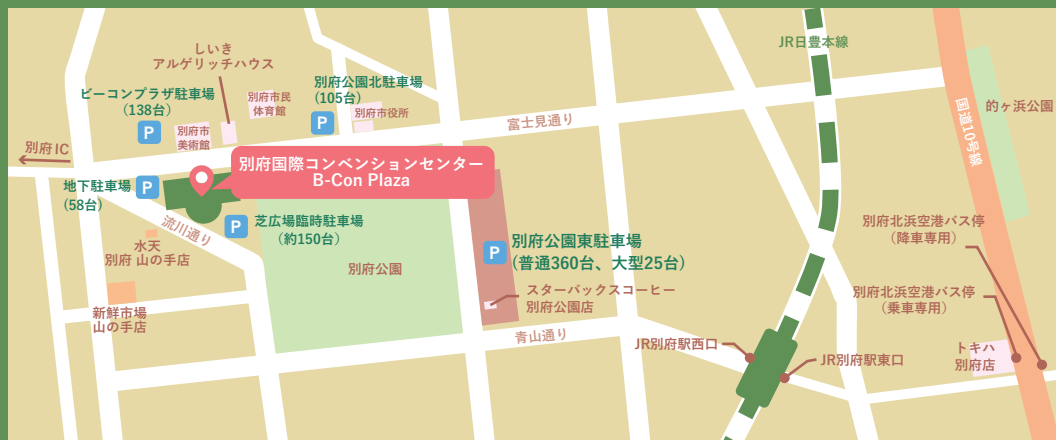 JR日豊本線
しいき
アルゲリッチハウス
ビーコンプラザ駐車場
(138台)
P
別府市民
体育館
別府公園北駐車場
(105台)
P
別府市役所
別府市
美術館
富士見通り
国道10号線
的ヶ浜公園
別府IC
別府国際コンベンションセンター
B-Con Plaza
地下駐車場
(58台)
P
流川通り
P
芝広場臨時駐車場
(約150台)
水天
別府 山の手店
別府公園
P
別府公園東駐車場
(普通360台、大型25台)
スターバックスコーヒー
別府公園店
別府北浜空港バス停
(降車専用)
別府北浜空港バス停
(乗車専用)
新鮮市場
山の手店
青山通り
JR別府駅西口
JR別府駅東口
トキハ
別府店